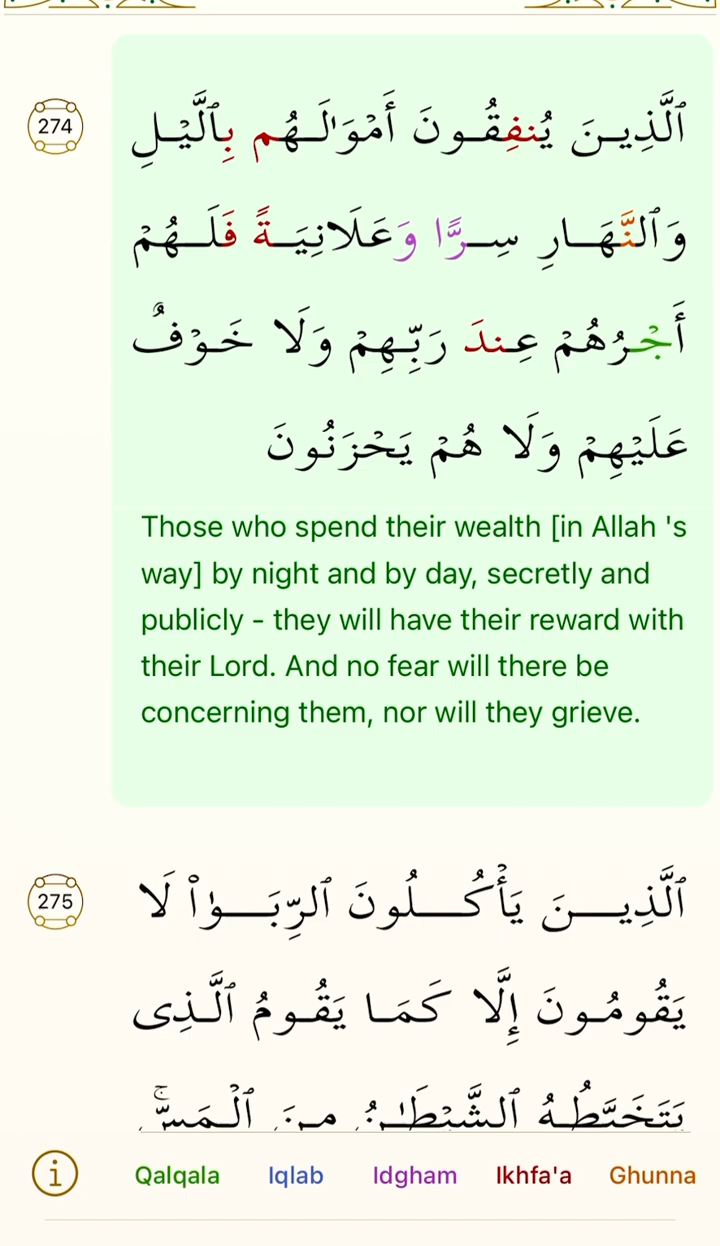 274
ٱلَّذِينَ يُنفِقُونَ أَمْوَٰلَهُم بِٱلَّيْلِ
وَٱلنَّهَارِ سِرًّا وَعَلَانِيَةً فَلَهُمْ
أَجْرُهُمْ عِندَ رَبِّهِمْ وَلَا خَوْفٌ
عَلَيْهِمْ وَلَا هُمْ يَحْزَنُونَ
Those who spend their wealth [in Allah 's
way] by night and by day, secretly and
publicly - they will have their reward with
their Lord. And no fear will there be
concerning them, nor will they grieve.
275
ٱلَّذِينَ يَأْكُلُونَ ٱلرِّبَوٰا۟ لَا
يَقُومُونَ إِلَّا كَمَا يَقُومُ ٱلَّذِى
يَتَخَبَّطُهُ ٱلشَّيْطَٰنُ مِنَ ٱلْمَسِّ ۚ
i Qalqala Iqlab Idgham Ikhfa'a Ghunna